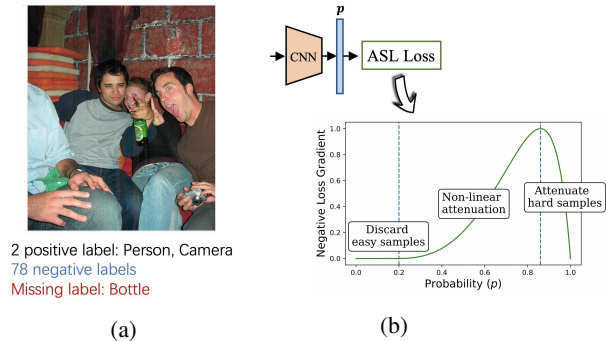 2 positive label: Person, Camera
78 negative labels
Missing label: Bottle
(a)
p
CNN
ASL Loss
Negative Loss Gradient
1.0
0.8
0.6
0.4
0.2
0.0
Discard
easy samples
Non-linear
attenuation
Attenuate
hard samples
0.0 0.2 0.4 0.6 0.8 1.0
Probability (p)
(b)